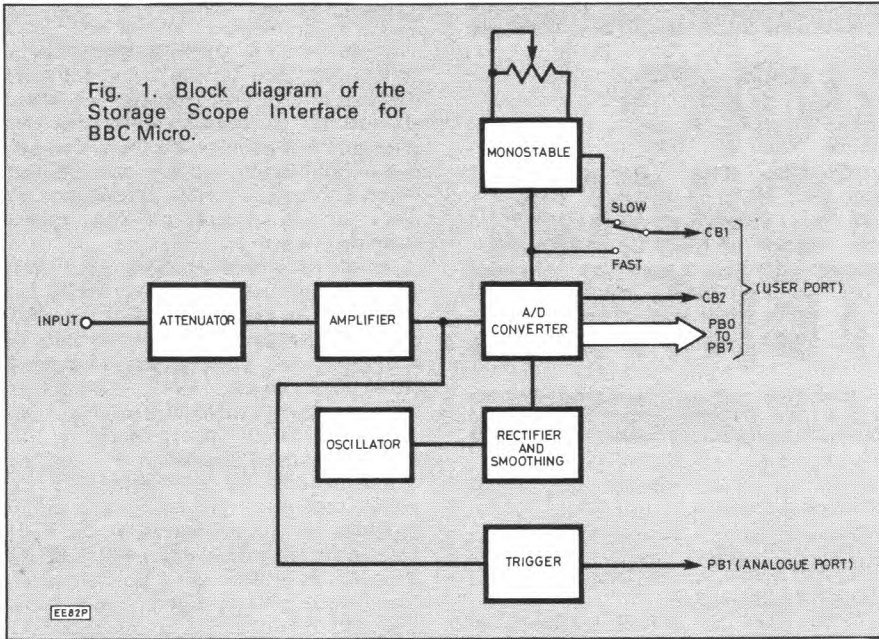 Fig. 1. Block diagram of the
Storage Scope Interface for
BBC Micro.
MONOSTABLE
SLOW
CB1
FAST
(USER PORT)
CB2
INPUT
ATTENUATOR
AMPLIFIER
A/D
CONVERTER
PB0
TO
PB7
OSCILLATOR
RECTIFIER
AND
SMOOTHING
TRIGGER
PB1 (ANALOGUE PORT)
EE82P